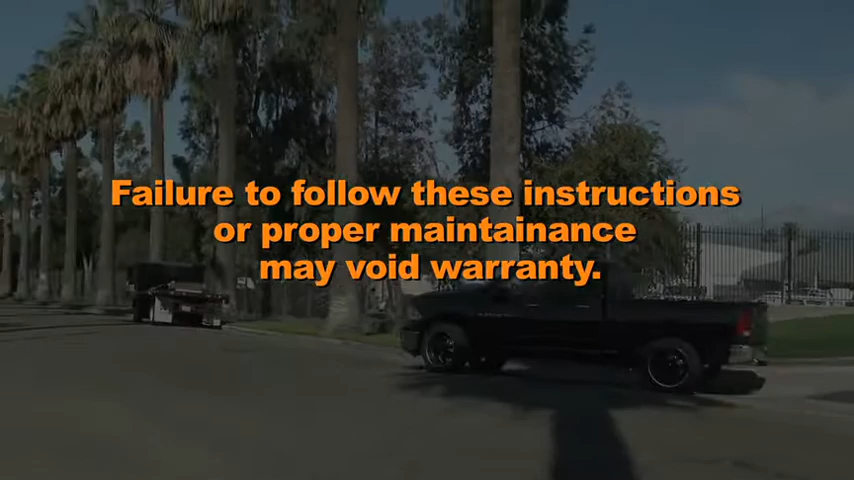 Failure to follow these instructions
or proper maintainance
may void warranty.